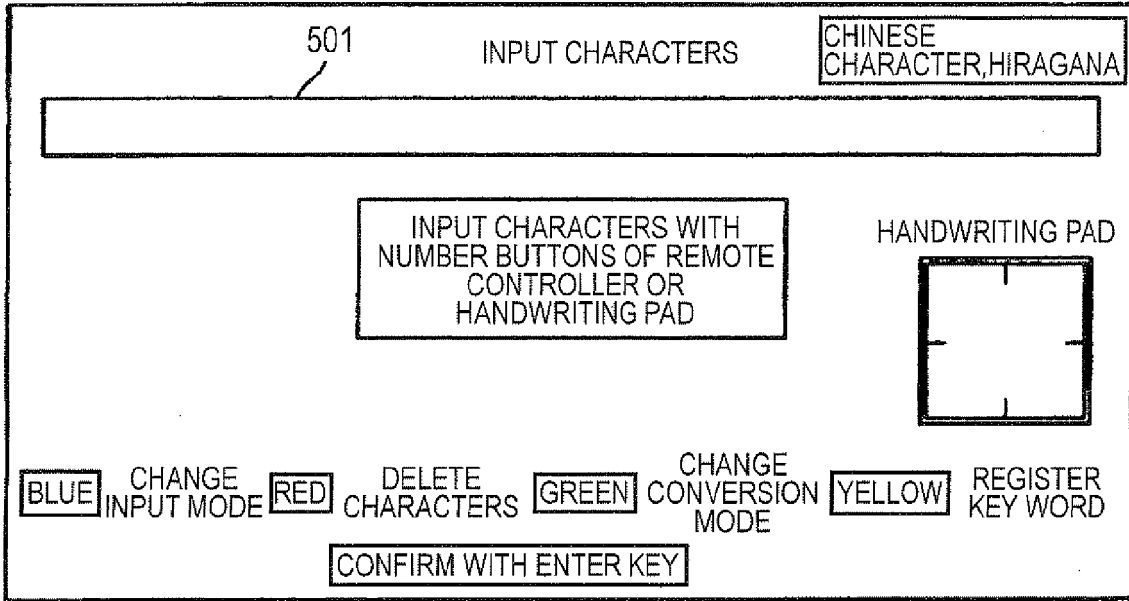 501
INPUT CHARACTERS
CHINESE
CHARACTER,HIRAGANA
INPUT CHARACTERS WITH
NUMBER BUTTONS OF REMOTE
CONTROLLER OR
HANDWRITING PAD
HANDWRITING PAD
BLUE
CHANGE
INPUT MODE
RED
DELETE
CHARACTERS
GREEN
CHANGE
CONVERSION
MODE
YELLOW
REGISTER
KEY WORD
CONFIRM WITH ENTER KEY